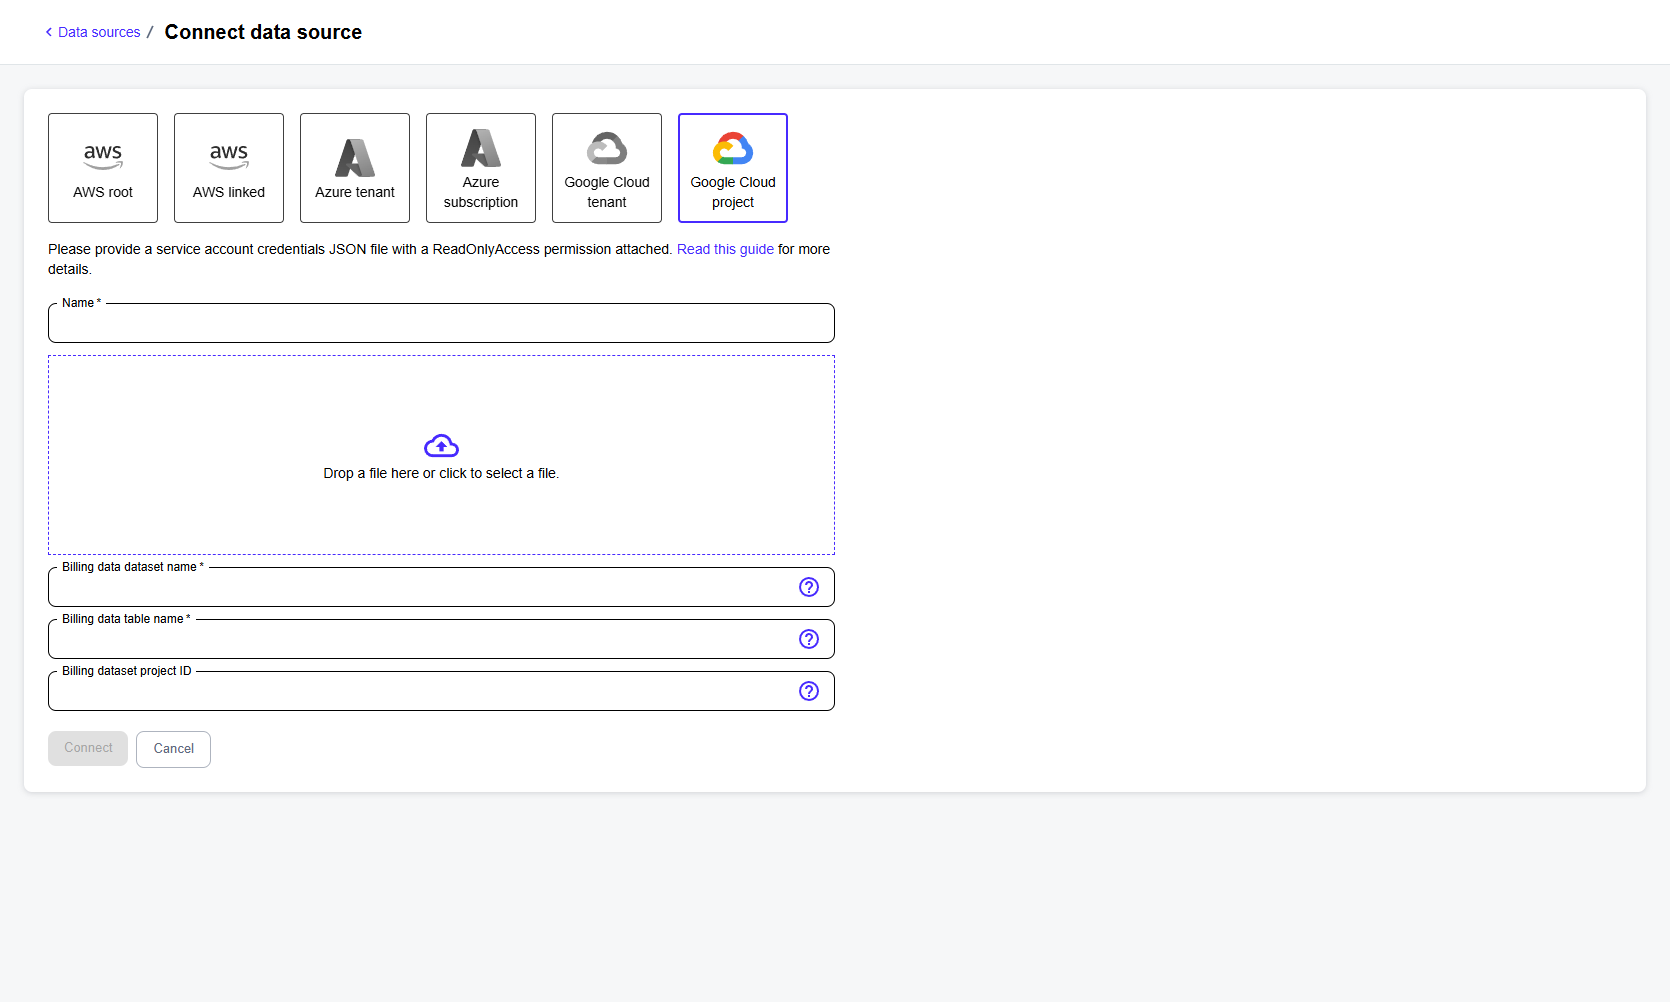 Data sources / Connect data source
aws
AWS root
aws
AWS linked
Azure tenant
Azure
subscription
Google Cloud
tenant
Google Cloud
project
Please provide a service account credentials JSON file with a ReadOnlyAccess permission attached. Read this guide for more
details.
Name *
Drop a file here or click to select a file.
Billing data dataset name *
Billing data table name *
Billing dataset project ID
Connect
Cancel